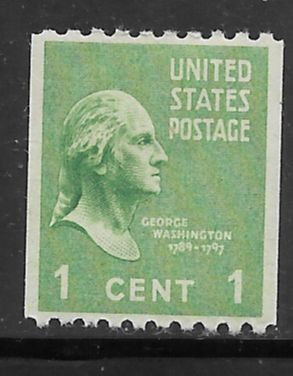 UNITED
STATES
POSTAGE
GEORGE
WASHINGTON
1789-1797
1 CENT 1